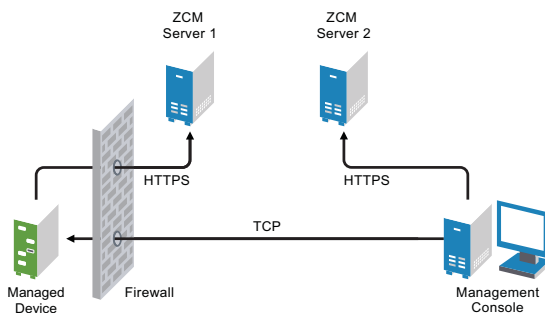 ZCM
Server 1
ZCM
Server 2
HTTPS
HTTPS
TCP
Managed
Device
Firewall
Management
Console